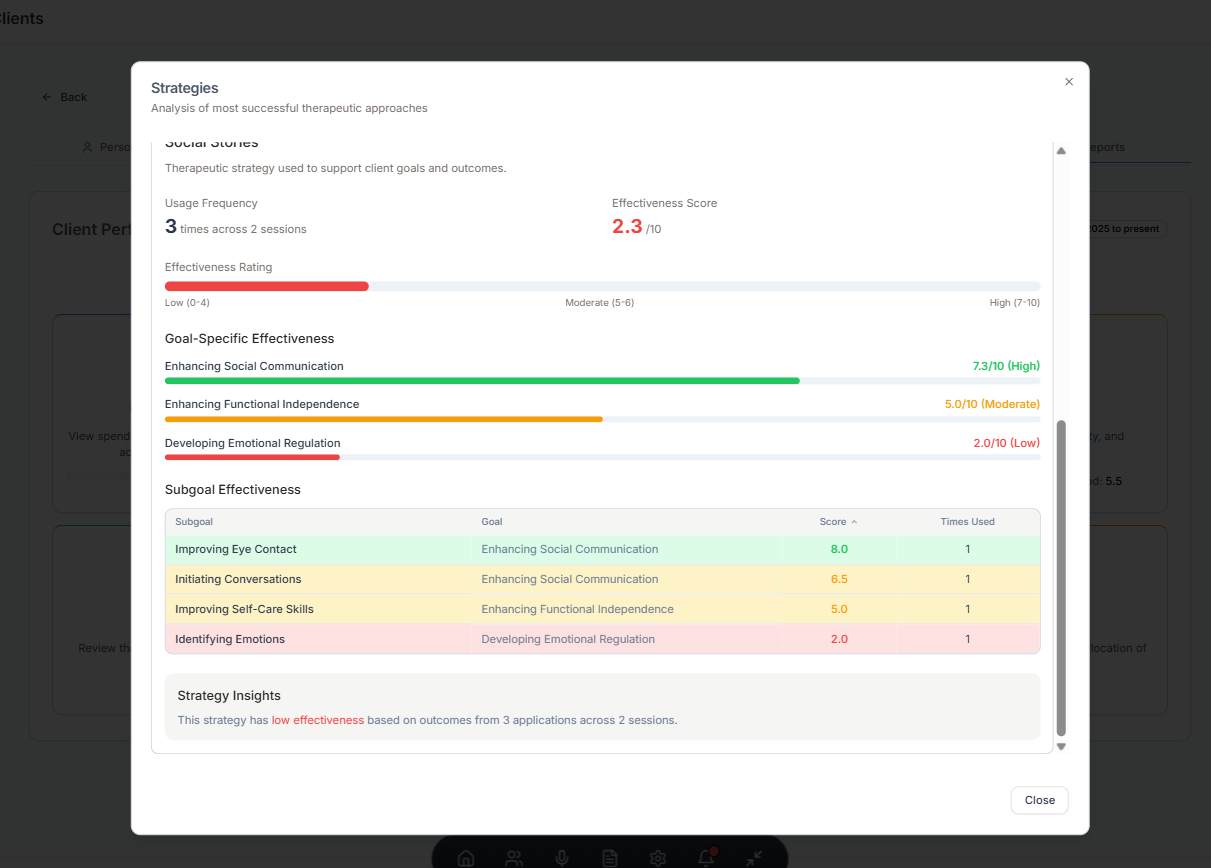 Clients
Back
Strategies
Analysis of most successful therapeutic approaches
Social Stories
Therapeutic strategy used to support client goals and outcomes.
Usage Frequency
3 times across 2 sessions
Effectiveness Score
2.3 /10
Effectiveness Rating
Low (0-4) Moderate (5-6) High (7-10)
Goal-Specific Effectiveness
Enhancing Social Communication 7.3/10 (High)
Enhancing Functional Independence 5.0/10 (Moderate)
Developing Emotional Regulation 2.0/10 (Low)
Subgoal Effectiveness
Subgoal Goal Score Times Used
Improving Eye Contact Enhancing Social Communication 8.0 1
Initiating Conversations Enhancing Social Communication 6.5 1
Improving Self-Care Skills Enhancing Functional Independence 5.0 1
Identifying Emotions Developing Emotional Regulation 2.0 1
Strategy Insights
This strategy has low effectiveness based on outcomes from 3 applications across 2 sessions.
Close
Client
2025 to present
View spend
and
5.5
Review
of